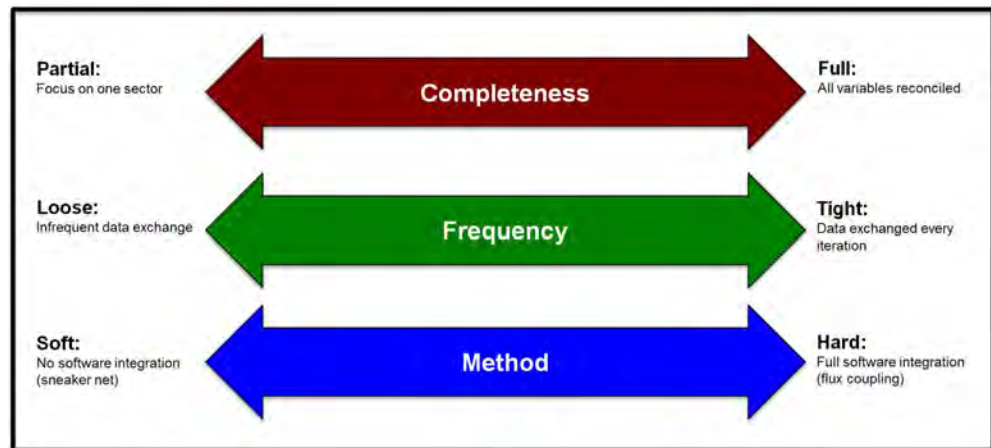 Partial:
Focus on one sector
Completeness
Full:
All variables reconciled
Loose:
Infrequent data exchange
Frequency
Tight:
Data exchanged every
iteration
Soft:
No software integration
(sneaker net)
Method
Hard:
Full software integration
(flux coupling)